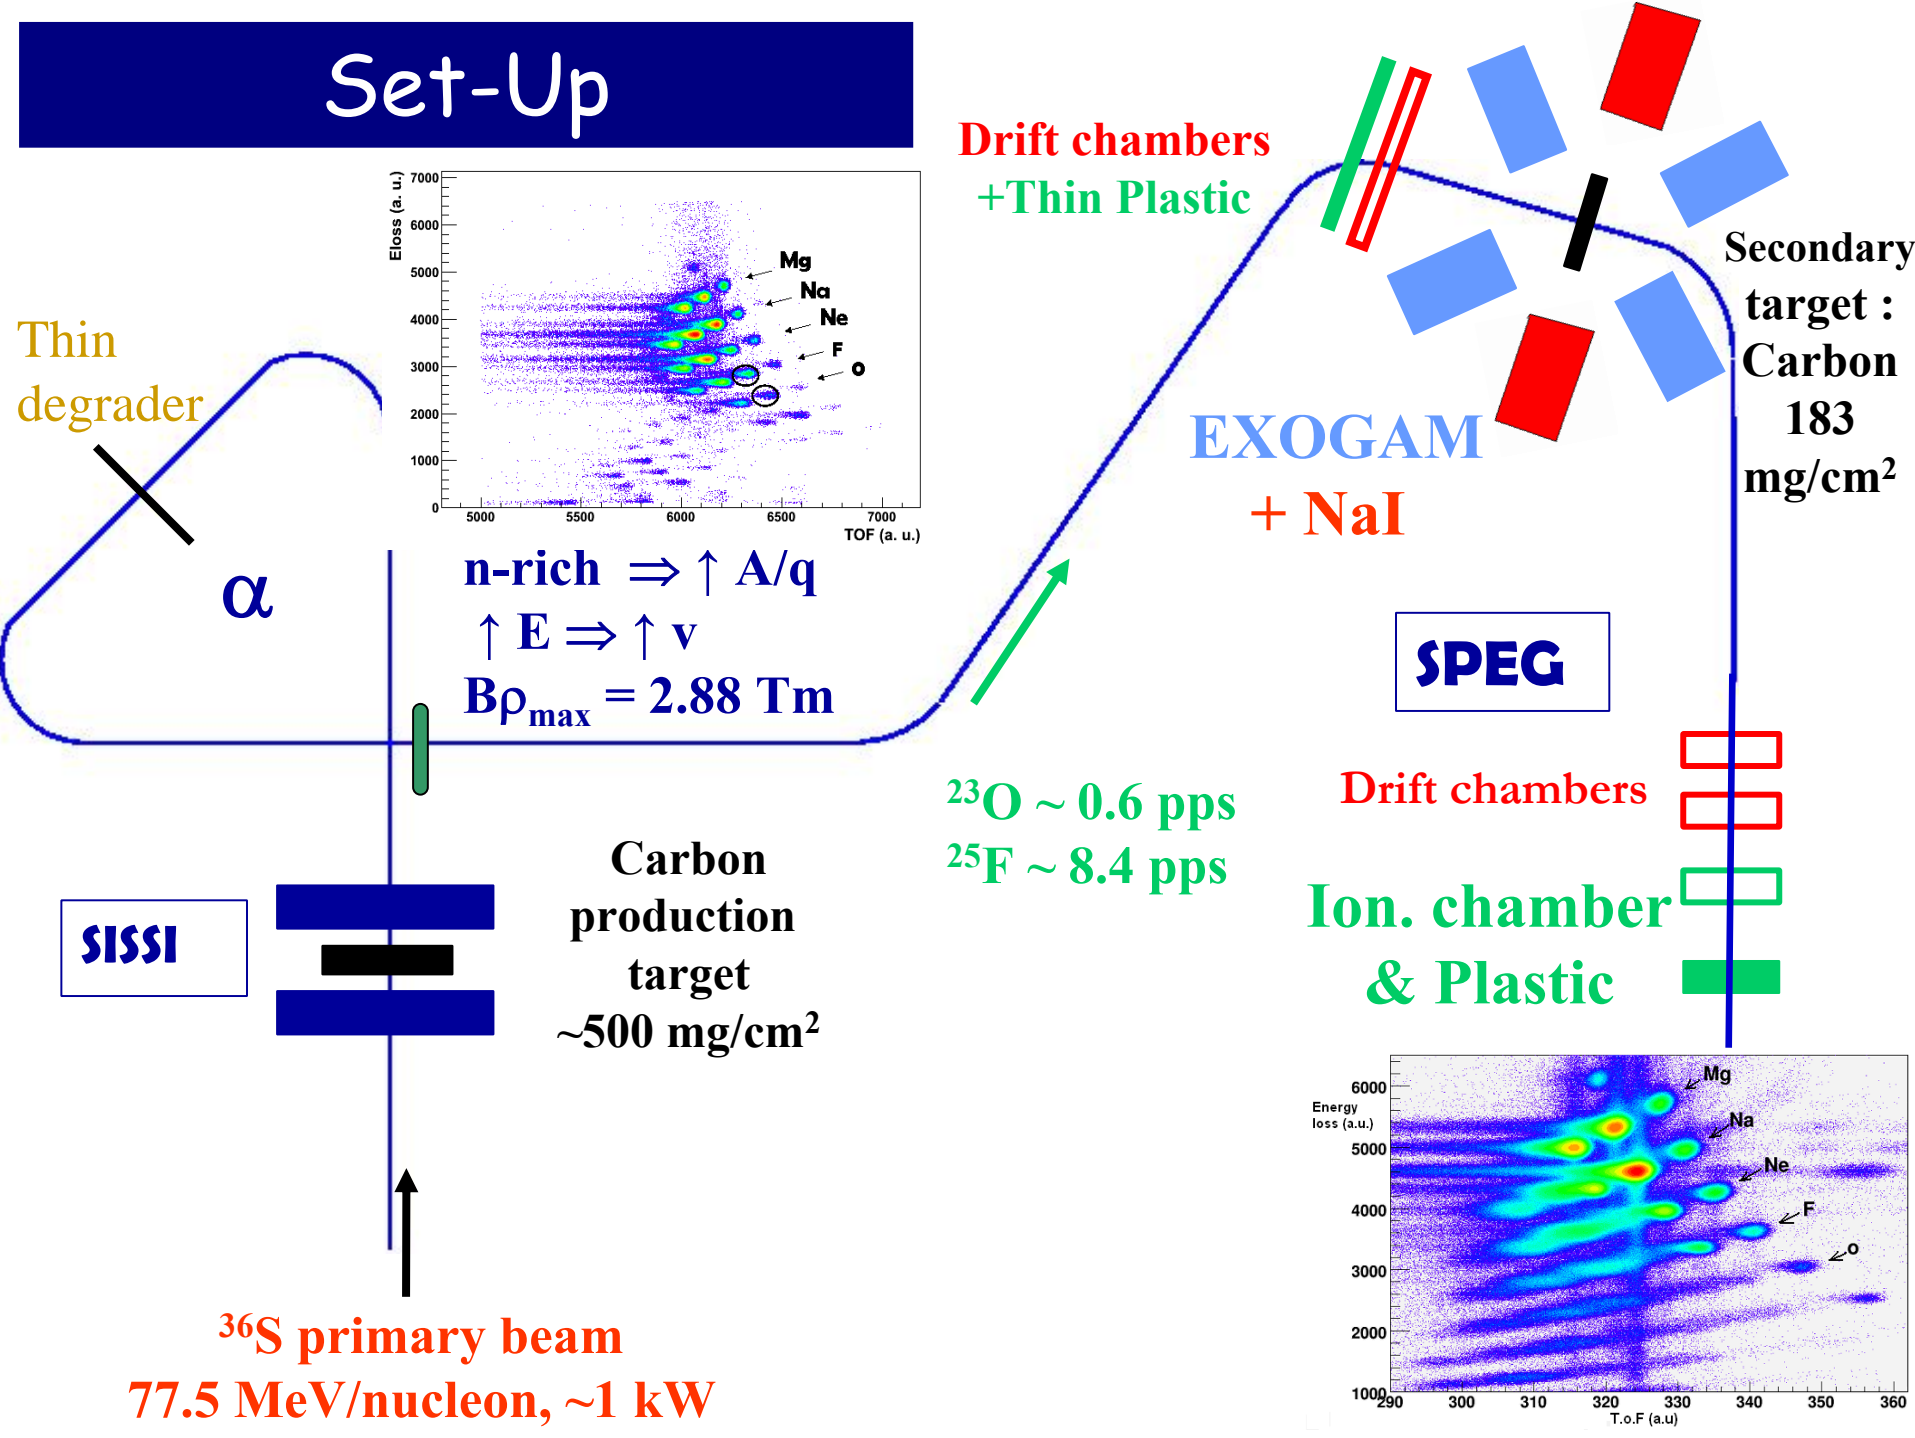 Set-Up
Eloss (a. u.)
7000
6000
5000
4000
3000
2000
1000
0
5000 5500 6000 6500 7000
TOF (a. u.)
Mg
Na
Ne
F
O
Drift chambers
+Thin Plastic
Secondary
target :
Carbon
183
mg/cm²
Thin
degrader
α
EXOGAM
+ NaI
n-rich ⇒ ↑ A/q
↑ E ⇒ ↑ v
Bρmax = 2.88 Tm
SPEG
Drift chambers
²³O ~ 0.6 pps
²⁵F ~ 8.4 pps
Ion. chamber
& Plastic
SISSI
Carbon
production
target
~500 mg/cm²
³⁶S primary beam
77.5 MeV/nucleon, ~1 kW
Energy
loss (a.u.)
6000
5000
4000
3000
2000
1000
290 300 310 320 330 340 350 360
T.o.F (a.u)
Mg
Na
Ne
F
O